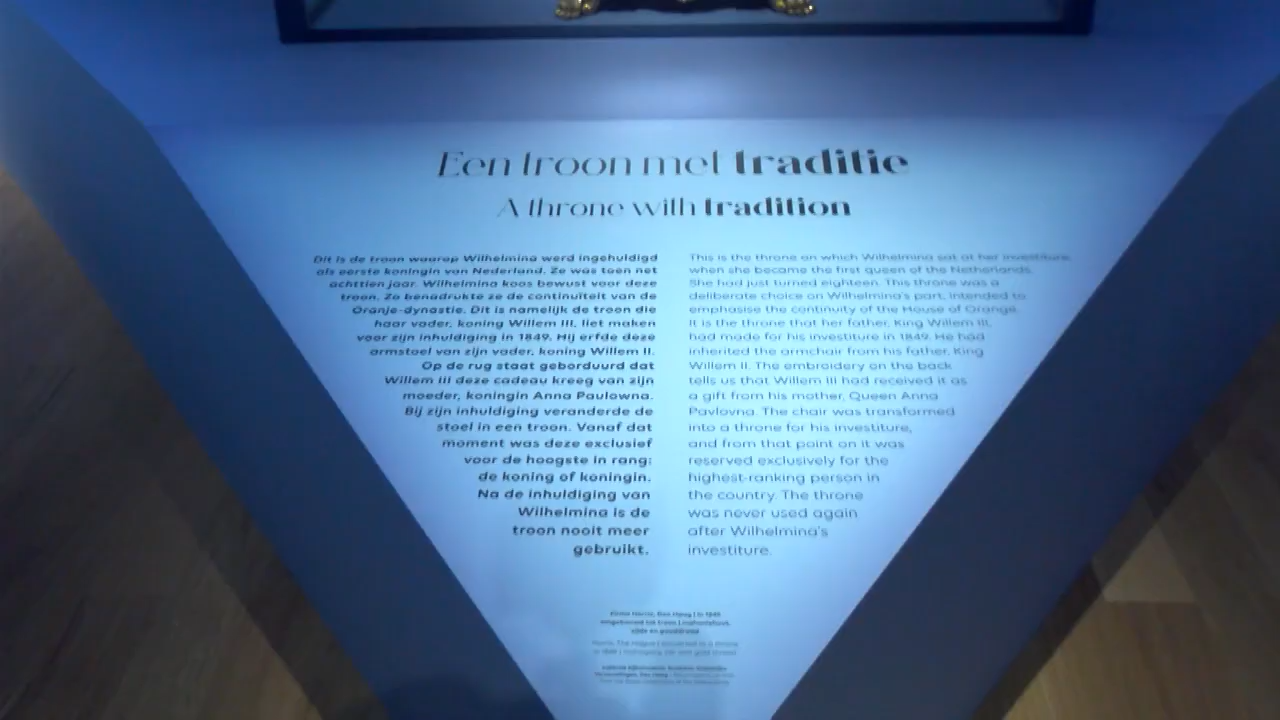 Een troon met traditie
A throne with tradition
Dit is de troon waarop Wilhelmina werd ingehuldigd
als eerste koningin van Nederland. Ze was toen net
achttien jaar. Wilhelmina koos bewust voor deze
troon. Zo benadrukte ze de continuïteit van de
Oranje-dynastie. Dit is namelijk de troon die
haar vader, koning Willem III, liet maken
voor zijn inhuldiging in 1849. Hij erfde deze
armstoel van zijn vader, koning Willem II.
Op de rug staat geborduurd dat
Willem III deze cadeau kreeg van zijn
moeder, koningin Anna Paulowna.
Bij zijn inhuldiging veranderde de
stoel in een troon. Vanaf dat
moment was deze exclusief
voor de hoogste in rang:
de koning of koningin.
Na de inhuldiging van
Wilhelmina is de
troon nooit meer
gebruikt.
This is the throne on which Wilhelmina sat at her investiture,
when she became the first queen of the Netherlands.
She had just turned eighteen. This throne was a
deliberate choice on Wilhelmina's part, intended to
emphasise the continuity of the House of Orange.
It is the throne that her father, King Willem III,
had made for his investiture in 1849. He had
inherited the armchair from his father, King
Willem II. The embroidery on the back
tells us that Willem III had received it as
a gift from his mother, Queen Anna
Pavlovna. The chair was transformed
into a throne for his investiture,
and from that point on it was
reserved exclusively for the
highest-ranking person in
the country. The throne
was never used again
after Wilhelmina's
investiture.
Den Haag | in 1849